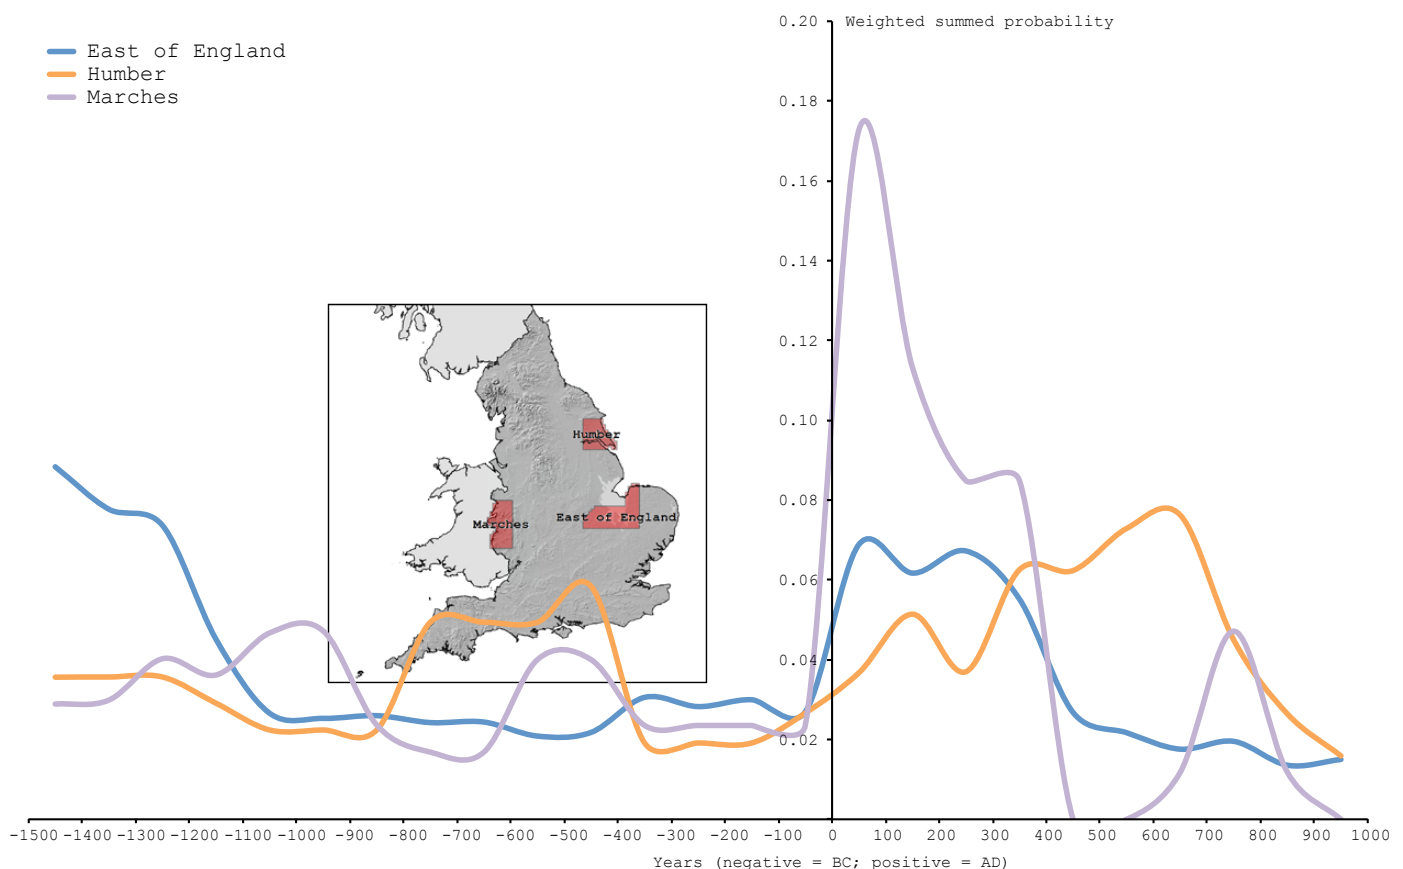 0.20 Weighted summed probability
East of England
Humber
Marches
0.18
0.16
0.14
0.12
0.10
Humber
0.08
Marches
East of England
0.06
0.04
0.02
-1500 -1400 -1300 -1200 -1100 -1000 -900 -800 -700 -600 -500 -400 -300 -200 -100 0 100 200 300 400 500 600 700 800 900 1000
Years (negative = BC; positive = AD)